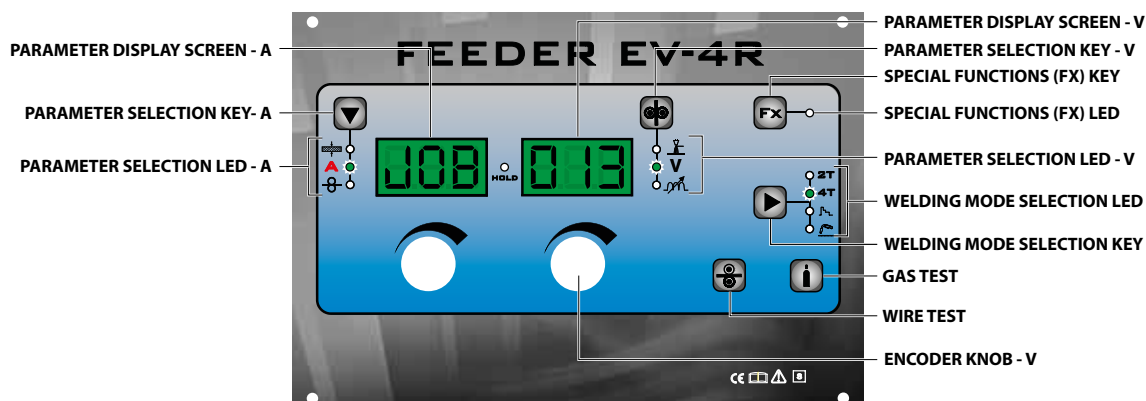 PARAMETER DISPLAY SCREEN - V
PARAMETER DISPLAY SCREEN - A
FEEDER EV-4R
PARAMETER SELECTION KEY - V
SPECIAL FUNCTIONS (FX) KEY
PARAMETER SELECTION KEY- A
FX
SPECIAL FUNCTIONS (FX) LED
PARAMETER SELECTION LED - A
A
JOB
HOLD
013
V
PARAMETER SELECTION LED - V
2T
4T
WELDING MODE SELECTION LED
WELDING MODE SELECTION KEY
GAS TEST
WIRE TEST
ENCODER KNOB - V
CE